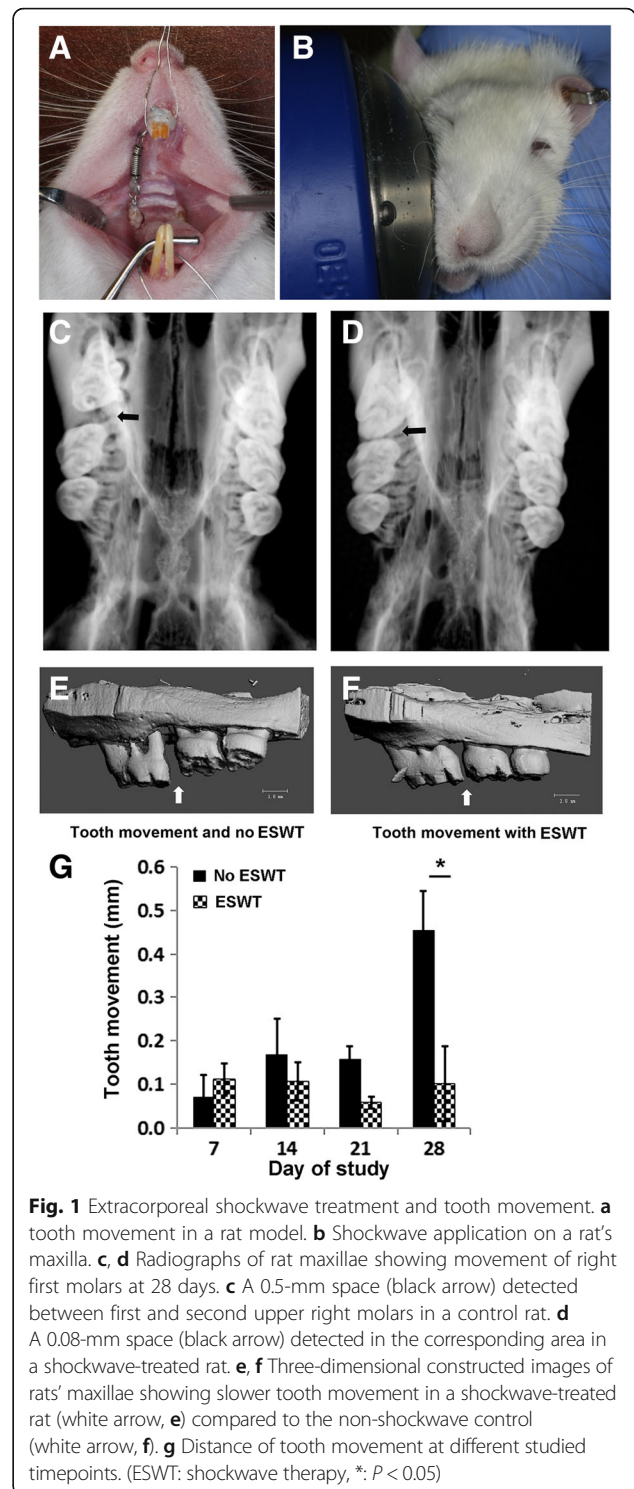 A
B
OE5
C
D
E
F
1.0 mm
1.0 mm
Tooth movement and no ESWT
Tooth movement with ESWT
G
No ESWT
ESWT
*
Tooth movement (mm)
0.6
0.5
0.4
0.3
0.2
0.1
0.0
7 14 21 28
Day of study
Fig. 1 Extracorporeal shockwave treatment and tooth movement. a
tooth movement in a rat model. b Shockwave application on a rat's
maxilla. c, d Radiographs of rat maxillae showing movement of right
first molars at 28 days. c A 0.5-mm space (black arrow) detected
between first and second upper right molars in a control rat. d
A 0.08-mm space (black arrow) detected in the corresponding area in
a shockwave-treated rat. e, f Three-dimensional constructed images of
rats' maxillae showing slower tooth movement in a shockwave-treated
rat (white arrow, e) compared to the non-shockwave control
(white arrow, f). g Distance of tooth movement at different studied
timepoints. (ESWT: shockwave therapy, *: P < 0.05)